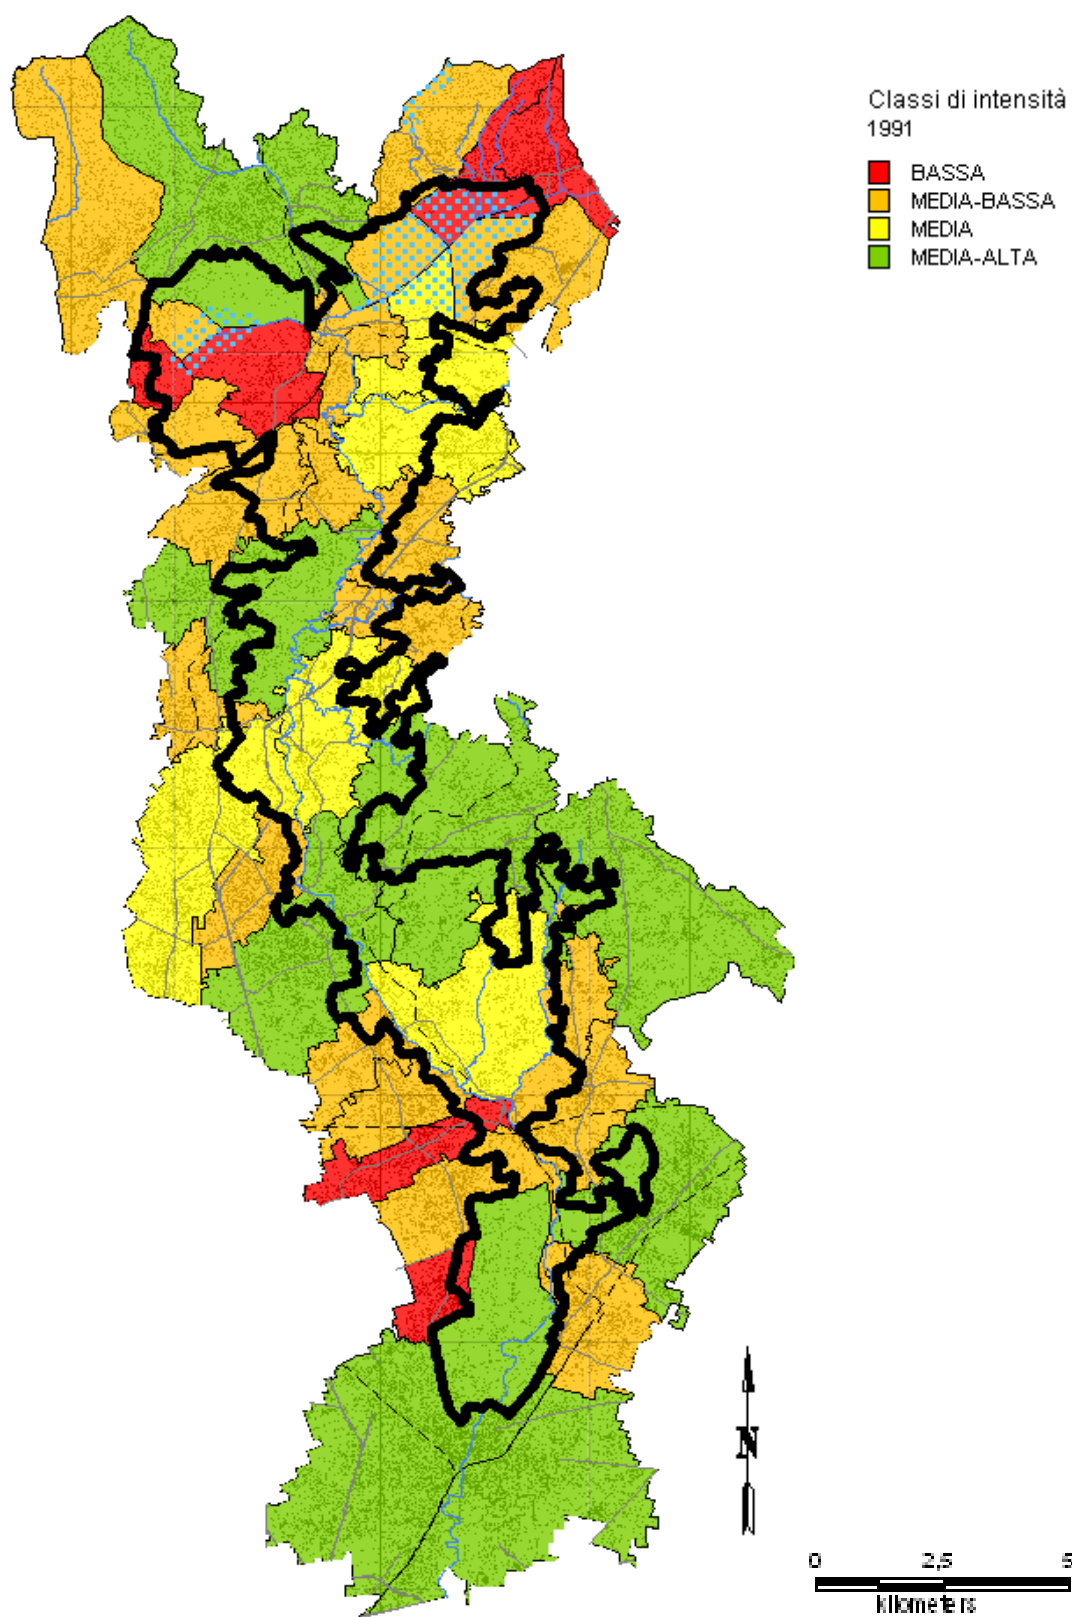 Classi di intensità
1991
BASSA
MEDIA-BASSA
MEDIA
MEDIA-ALTA
N
0 2,5 5
kilometers